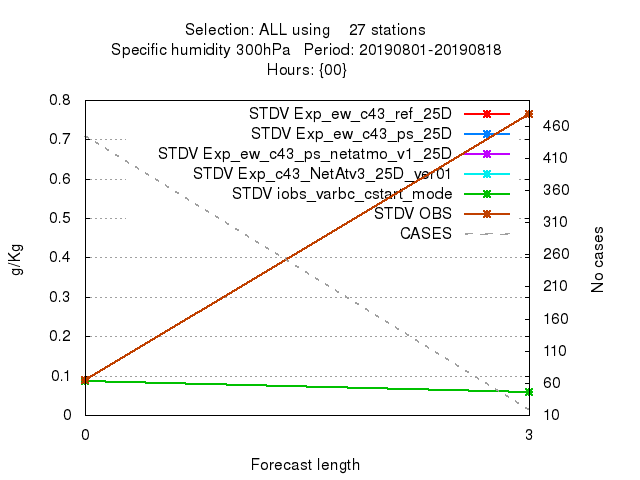 Selection: ALL using    27 stations
Specific humidity 300hPa   Period: 20190801-20190818
Hours: {00}
STDV Exp_ew_c43_ref_25D
STDV Exp_ew_c43_ps_25D
STDV Exp_ew_c43_ps_netatmo_v1_25D
STDV Exp_c43_NetAtv3_25D_ver01
STDV iobs_varbc_cstart_mode
STDV OBS
CASES
0.8
0.7
0.6
0.5
0.4
0.3
0.2
0.1
0
g/Kg
460
410
360
310
260
210
160
110
60
10
No cases
0
3
Forecast length